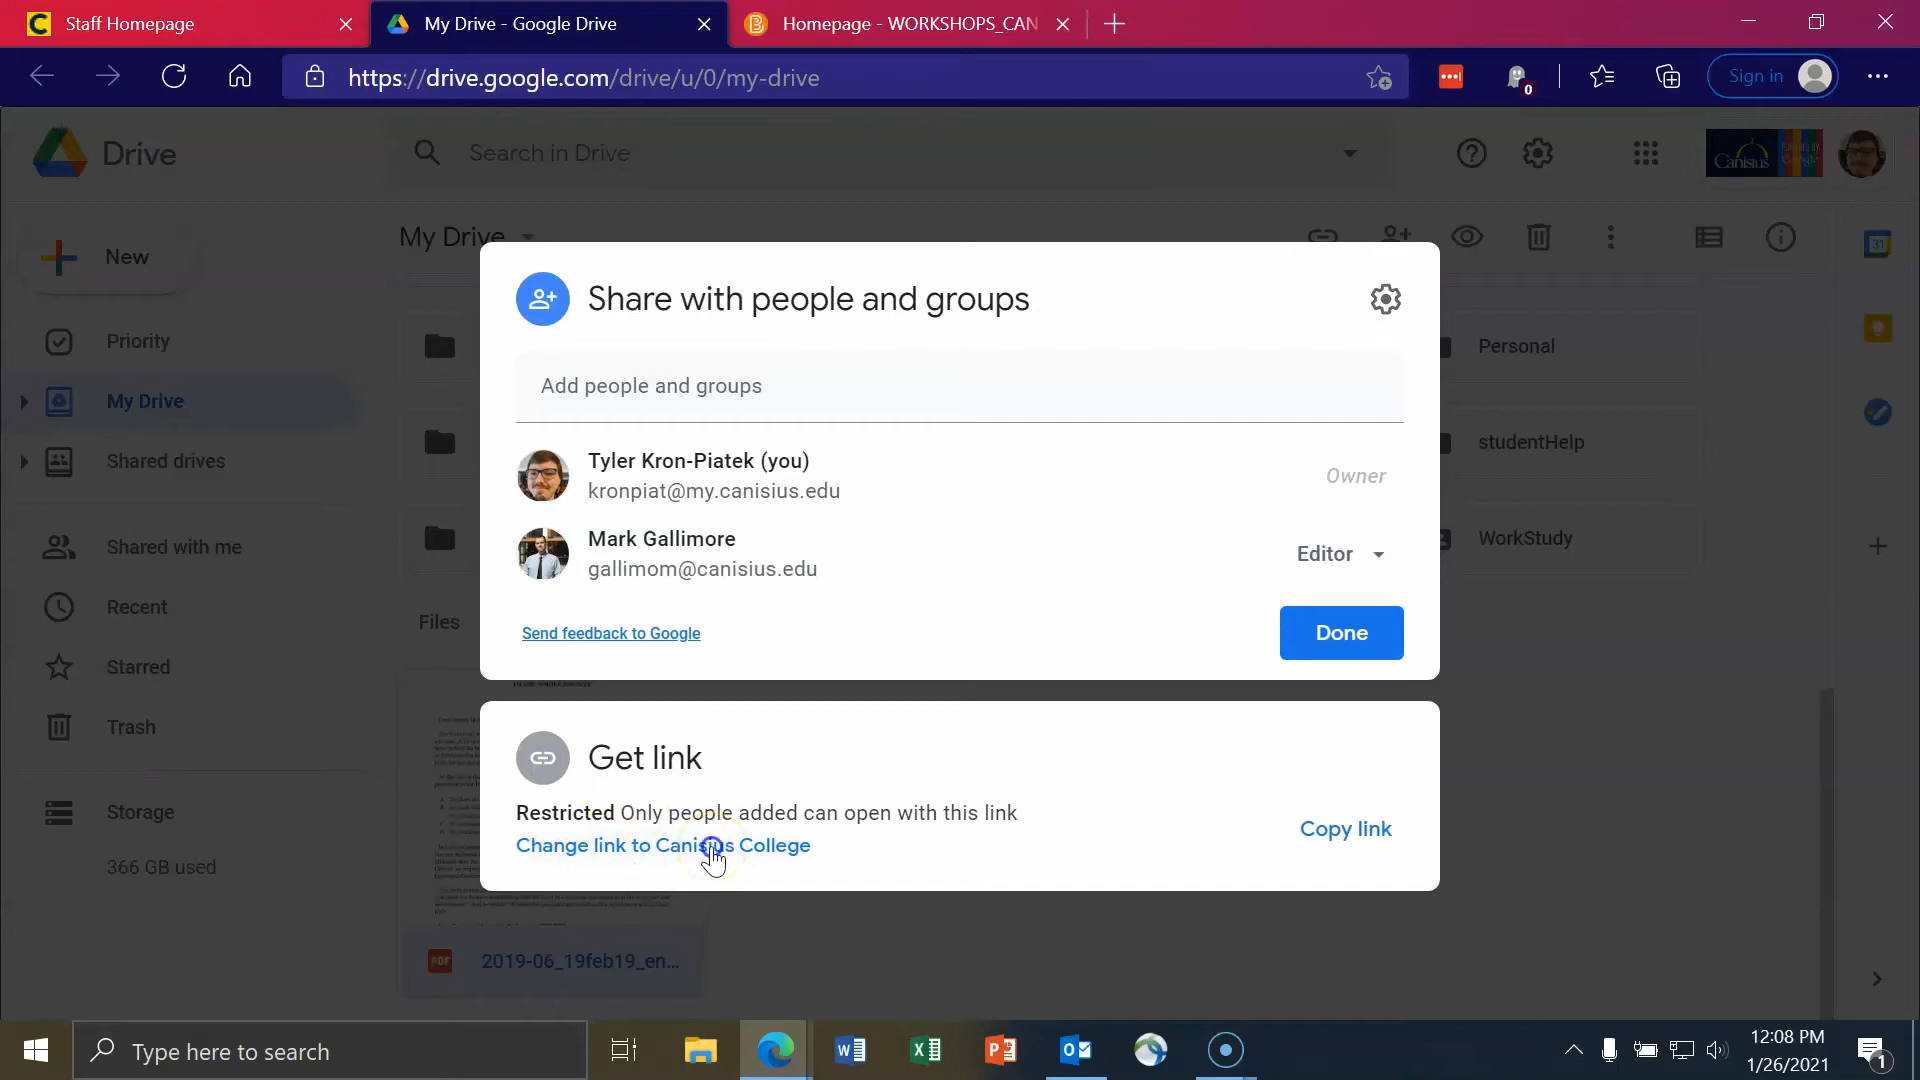 Staff Homepage
My Drive - Google Drive
Homepage - WORKSHOPS_CAN
https://drive.google.com/drive/u/0/my-drive
0
Sign in
Drive
Search in Drive
Canisius
New
My Drive
31
Priority
My Drive
Shared drives
Shared with me
Recent
Starred
Trash
Storage
366 GB used
Files
Personal
studentHelp
WorkStudy
Share with people and groups
Add people and groups
Tyler Kron-Piatek (you)
kronpiat@my.canisius.edu
Owner
Mark Gallimore
gallimom@canisius.edu
Editor
Send feedback to Google
Done
Get link
Restricted Only people added can open with this link
Change link to Canisius College
Copy link
PDF
2019-06_19feb19_en...
Type here to search
12:08 PM
1/26/2021
1